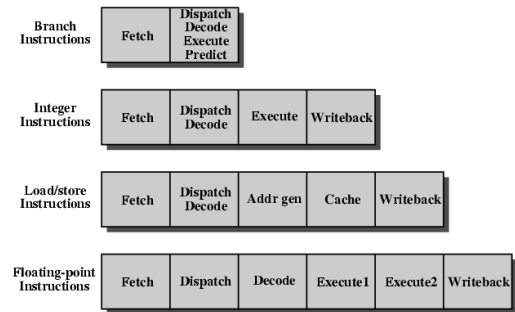 Branch
Instructions
Fetch
Dispatch
Decode
Execute
Predict
Integer
Instructions
Fetch
Dispatch
Decode
Execute
Writeback
Load/store
Instructions
Fetch
Dispatch
Decode
Addr gen
Cache
Writeback
Floating-point
Instructions
Fetch
Dispatch
Decode
Execute1
Execute2
Writeback